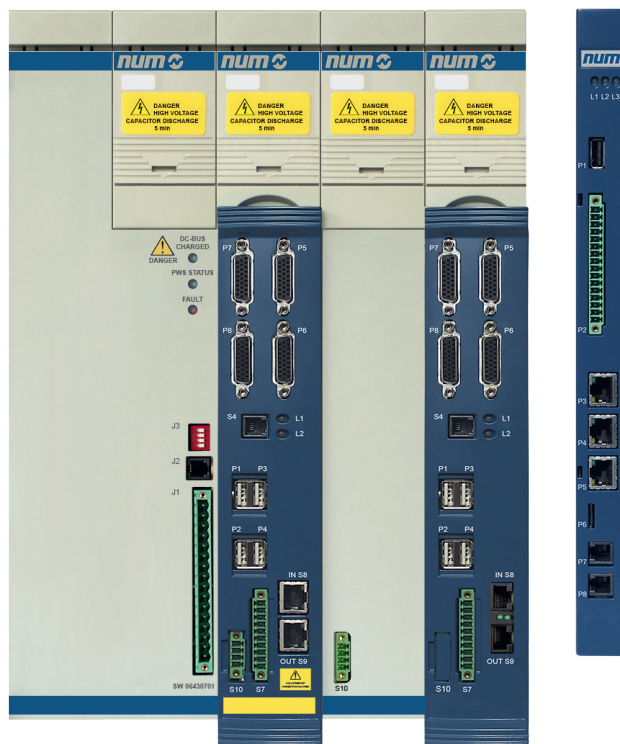 num
num
num
num
num
DANGER
HIGH VOLTAGE
CAPACITOR DISCHARGE
5 min
DANGER
HIGH VOLTAGE
CAPACITOR DISCHARGE
5 min
DANGER
HIGH VOLTAGE
CAPACITOR DISCHARGE
5 min
DANGER
HIGH VOLTAGE
CAPACITOR DISCHARGE
5 min
DC-BUS
CHARGED
DANGER
PWS STATUS
FAULT
J3
J2
J1
SW 06430701
P7 P5
P8 P6
S4 L1
L2
P1 P3
P2 P4
IN S8
OUT S9
S10 S7
S10
P7 P5
P8 P6
S4 L1
L2
P1 P3
P2 P4
IN S8
OUT S9
S10 S7
L1 L2 L3
P1
P2
P3
P4
P5
P6
P7
P8